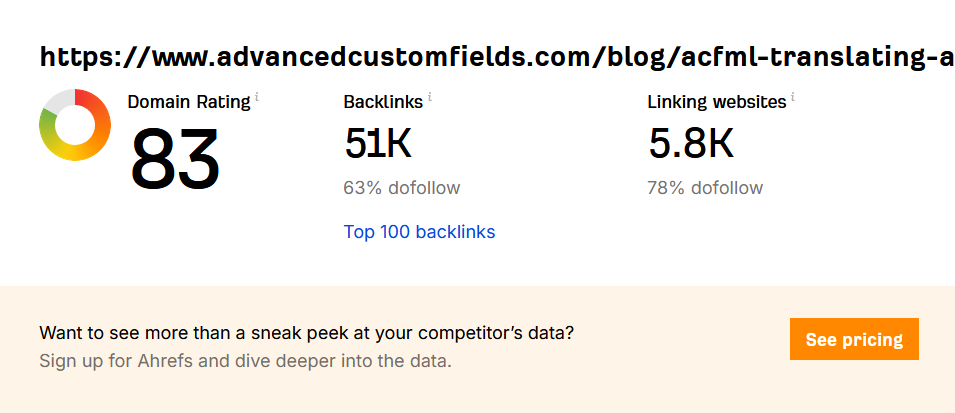 https://www.advancedcustomfields.com/blog/acfml-translating-a
Domain Rating i
83
Backlinks i
51K
63% dofollow
Top 100 backlinks
Linking websites i
5.8K
78% dofollow
Want to see more than a sneak peek at your competitor’s data?
Sign up for Ahrefs and dive deeper into the data.
See pricing